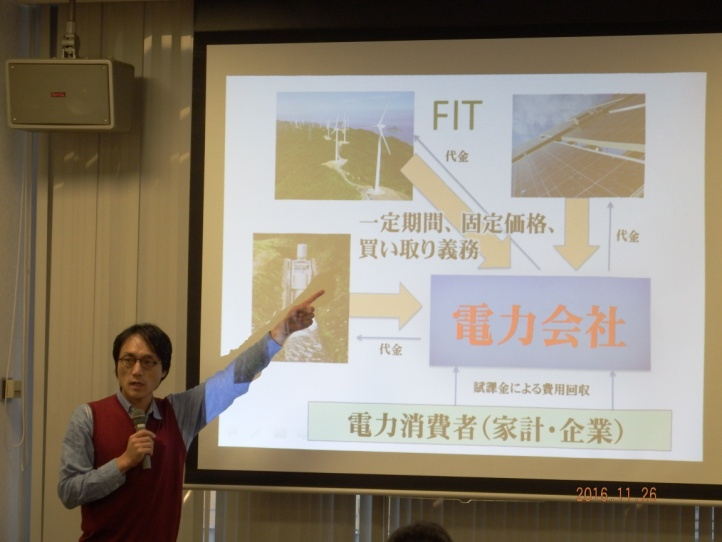 FIT
代金
一定期間、固定価格、
買い取り義務
代金
電力会社
代金
賦課金による費用回収
電力消費者(家計・企業)
2016.11.26